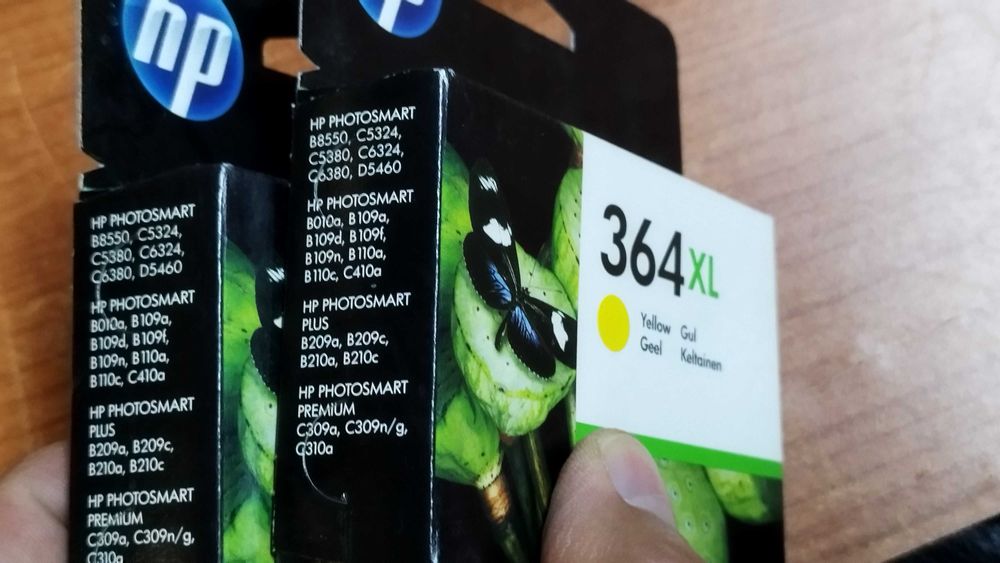 hp
HP PHOTOSMART
B8550, C5324,
C5380, C6324,
C6380, D5460
HP PHOTOSMART
B010a, B109a,
B109d, B109f,
B109n, B110a,
B110c, C410a
HP PHOTOSMART
PLUS
B209a, B209c,
B210a, B210c
HP PHOTOSMART
PREMIUM
C309a, C309n/g,
C310a
hp
HP PHOTOSMART
B8550, C5324,
C5380, C6324,
C6380, D5460
HP PHOTOSMART
B010a, B109a,
B109d, B109f,
B109n, B110a,
B110c, C410a
HP PHOTOSMART
PLUS
B209a, B209c,
B210a, B210c
HP PHOTOSMART
PREMIUM
C309a, C309n/g,
C310a
364XL
Yellow Gul
Geel Keltainen